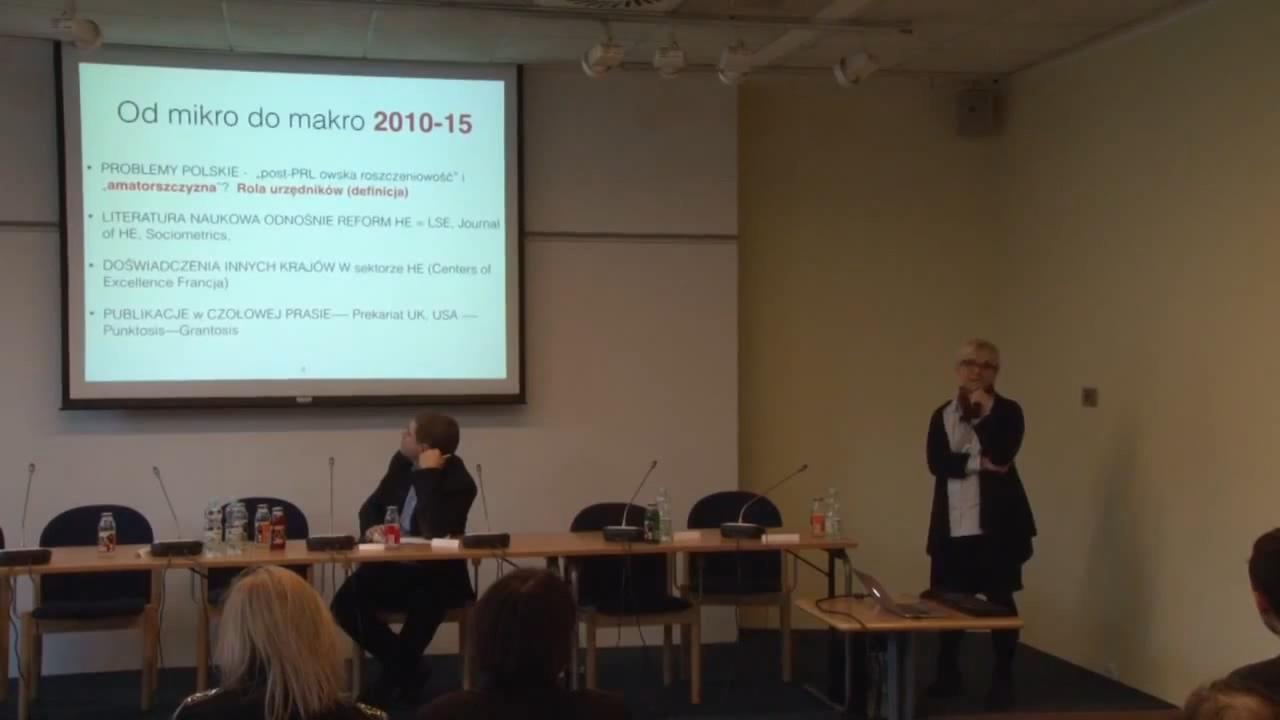 Od mikro do makro 2010-15
• PROBLEMY POLSKIE - „post-PRL owska roszczeniowość" i
„amatorszczyzna"? Rola urzędników (definicja)
• LITERATURA NAUKOWA ODNOŚNIE REFORM HE = LSE, Journal
of HE, Sociometrics,
• DOŚWIADCZENIA INNYCH KRAJÓW W sektorze HE (Centers of
Excellence Francja)
• PUBLIKACJE w CZOŁOWEJ PRASIE— Prekariat UK, USA —
Punktosis—Grantosis